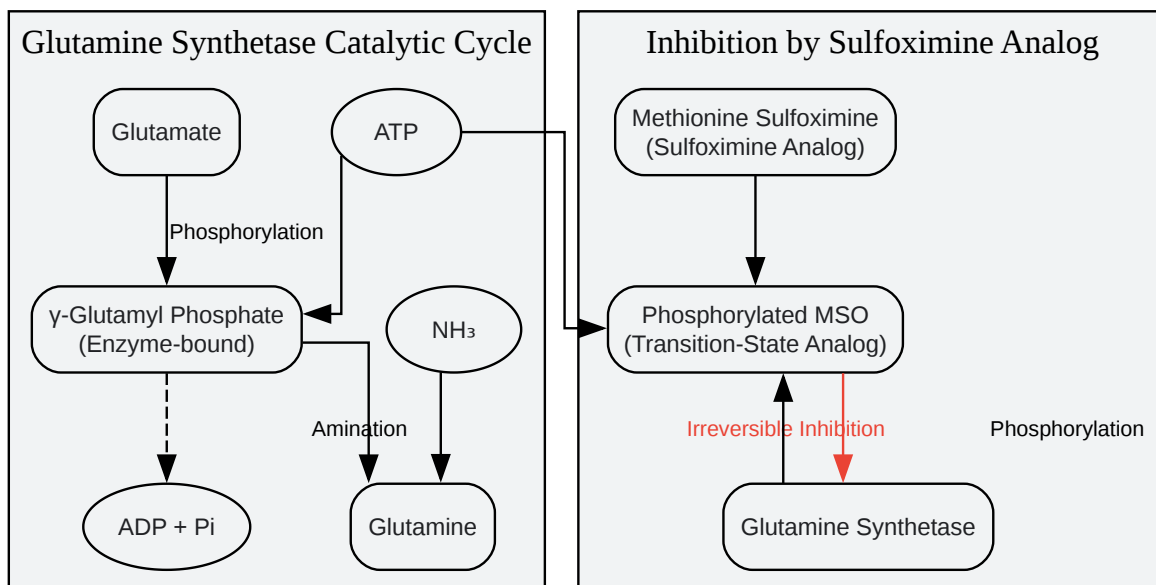 Glutamine Synthetase Catalytic Cycle
Glutamate
ATP
Phosphorylation
γ-Glutamyl Phosphate
(Enzyme-bound)
NH₃
Amination
ADP + Pi
Glutamine
Inhibition by Sulfoximine Analog
Methionine Sulfoximine
(Sulfoximine Analog)
Phosphorylated MSO
(Transition-State Analog)
Irreversible Inhibition
Phosphorylation
Glutamine Synthetase